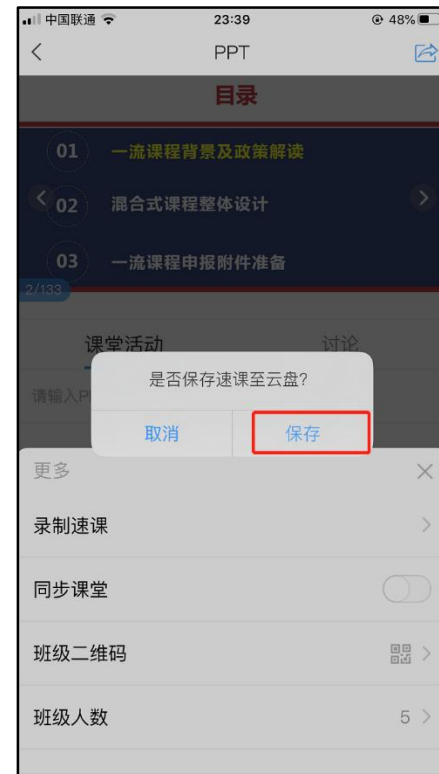 中国联通 23:39 48%
PPT
目录
01 一流课程背景及政策解读
02 混合式课程整体设计
03 一流课程申报附件准备
2/133
课堂活动 讨论
请输入P
是否保存速课至云盘?
取消 保存
更多
录制速课
同步课堂
班级二维码
班级人数 5